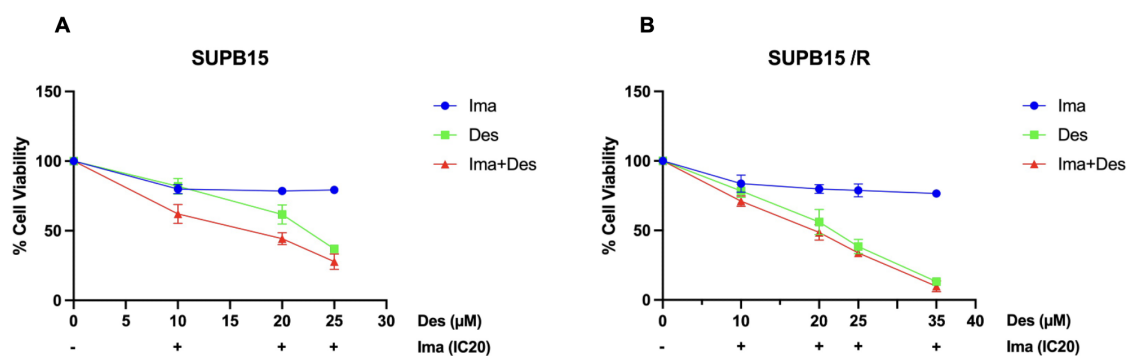 A
SUPB15
150
100
50
0
% Cell Viability
0 5 10 15 20 25 30
Des (µM)
- + + +
Ima (IC20)
Ima
Des
Ima+Des
B
SUPB15 /R
150
100
50
0
% Cell Viability
0 10 20 25 35 40
Des (µM)
- + + + +
Ima (IC20)
Ima
Des
Ima+Des